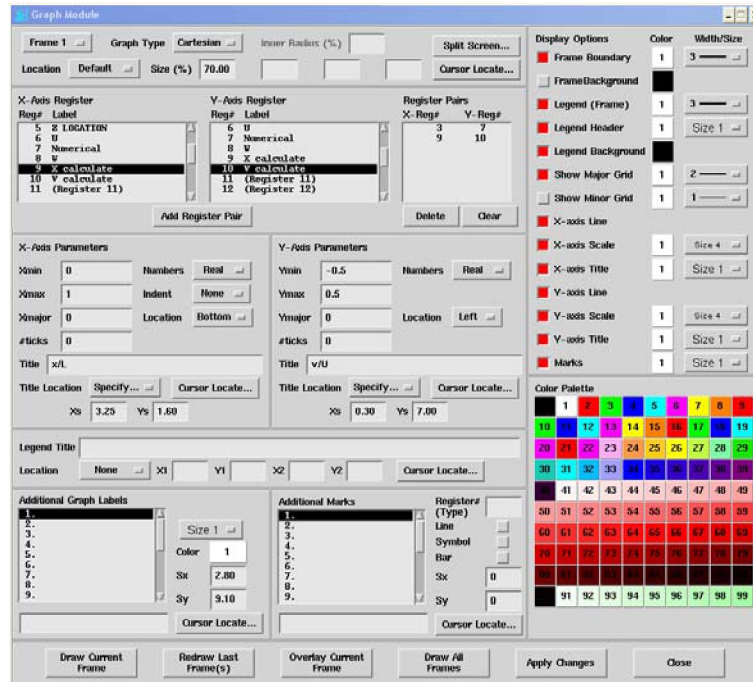 Graph Module
Frame 1 Graph Type Cartesian Inner Radius (%) Split Screen...
Location Default Size (%) 70.00 Cursor Locate...
X-Axis Register Y-Axis Register Register Pairs
Reg# Label Reg# Label X-Reg# Y-Reg#
5 Z LOCATION 6 U 3 7
6 U 7 Numerical 9 10
7 Numerical 8 W
8 W 9 X calculate
9 X calculate 10 V calculate
10 V calculate 11 (Register 11)
11 (Register 11) 12 (Register 12)
Add Register Pair Delete Clear
X-Axis Parameters Y-Axis Parameters
Xmin 0 Numbers Real Ymin -0.5 Numbers Real
Xmax 1 Indent None Ymax 0.5
Xmajor 0 Location Bottom Ymajor 0 Location Left
#ticks 0 #ticks 0
Title x/L Title v/U
Title Location Specify... Cursor Locate... Title Location Specify... Cursor Locate...
Xs 3.25 Ys 1.60 Xs 0.30 Ys 7.00
Legend Title
Location None X1 Y1 X2 Y2 Cursor Locate...
Additional Graph Labels Additional Marks Register# (Type)
1. Size 1 1. Line
2. Color 1 2. Symbol
3. Sx 2.80 3. Bar
4. Sy 9.10 4. Sx 0
5. 5. Sy 0
6. 6.
7. 7.
8. 8.
9. 9.
Cursor Locate... Cursor Locate...
Display Options Color Width/Size
Frame Boundary 1 3
FrameBackground
Legend (Frame) 1 3
Legend Header 1 Size 1
Legend Background
Show Major Grid 1 2
Show Minor Grid 1 1
X-axis Line
X-axis Scale 1 Size 4
X-axis Title 1 Size 1
Y-axis Line
Y-axis Scale 1 Size 4
Y-axis Title 1 Size 1
Marks 1 Size 1
Color Palette
1 2 3 4 5 6 7 8 9
10 11 12 13 14 15 16 17 18 19
20 21 22 23 24 25 26 27 28 29
30 31 32 33 34 35 36 37 38 39
40 41 42 43 44 45 46 47 48 49
50 51 52 53 54 55 56 57 58 59
60 61 62 63 64 65 66 67 68 69
70 71 72 73 74 75 76 77 78 79
91 92 93 94 95 96 97 98 99
Draw Current Frame Redraw Last Frame(s) Overlay Current Frame Draw All Frames Apply Changes Close